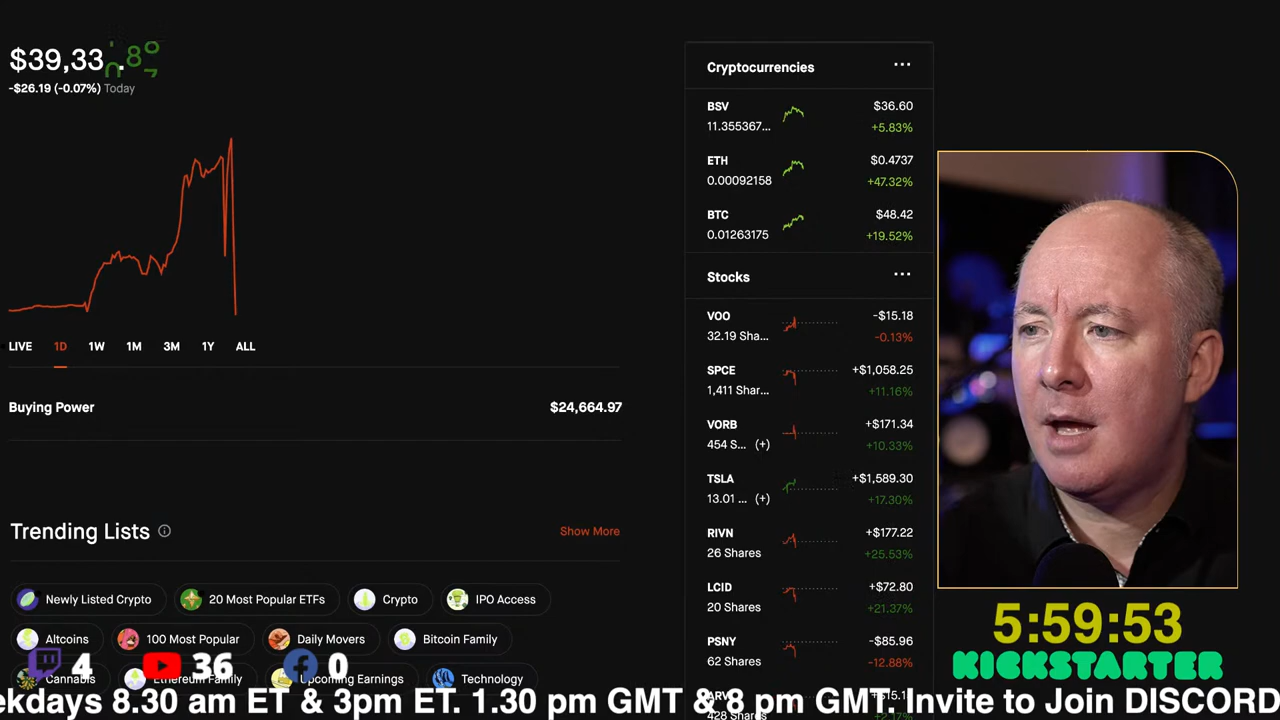 $39,33
-$26.19 (-0.07%) Today
LIVE 1D 1W 1M 3M 1Y ALL
Buying Power $24,664.97
Trending Lists
Show More
Newly Listed Crypto
20 Most Popular ETFs
Crypto
IPO Access
Altcoins
100 Most Popular
Daily Movers
Bitcoin Family
Cannabis
Ethereum Family
Upcoming Earnings
Technology
4 36 0
Cryptocurrencies ...
BSV $36.60
11.355367... +5.83%
ETH $0.4737
0.00092158 +47.32%
BTC $48.42
0.01263175 +19.52%
Stocks ...
VOO -$15.18
32.19 Sha... -0.13%
SPCE +$1,058.25
1,411 Shar... +11.16%
VORB +$171.34
454 S... (+) +10.33%
TSLA +$1,589.30
13.01 ... (+) +17.30%
RIVN +$177.22
26 Shares +25.53%
LCID +$72.80
20 Shares +21.37%
PSNY -$85.96
62 Shares -12.88%
428 Shares
5:59:53
KICKSTARTER
ekdays 8.30 am ET & 3pm ET. 1.30 pm GMT & 8 pm GMT. Invite to Join DISCORD